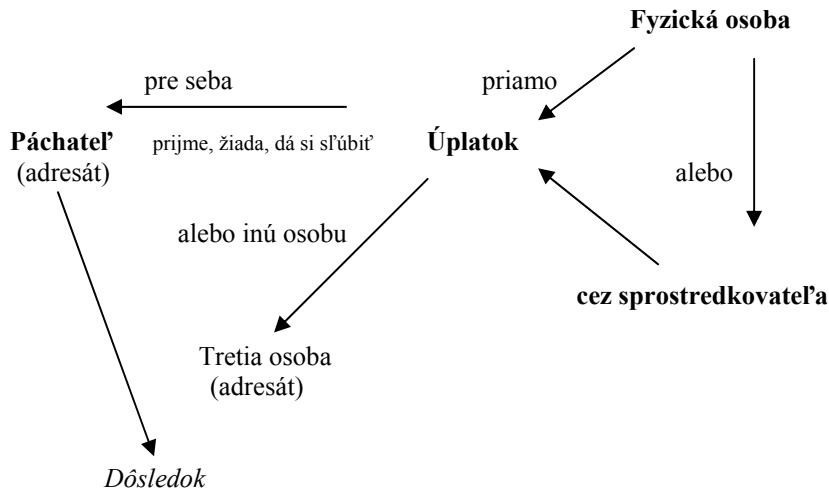 Fyzická osoba
pre seba
priamo
Páchateľ
(adresát)
prijme, žiada, dá si sľúbiť
Úplatok
alebo
alebo inú osobu
cez sprostredkovateľa
Tretia osoba
(adresát)
Dôsledok